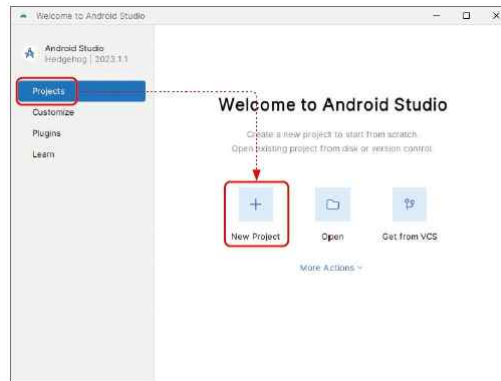 Welcome to Android Studio
Android Studio
Hedgehog | 2023.1.1
Projects
Customize
Plugins
Learn
Welcome to Android Studio
Create a new project to start from scratch.
Open existing project from disk or version control.
New Project
Open
Get from VCS
More Actions